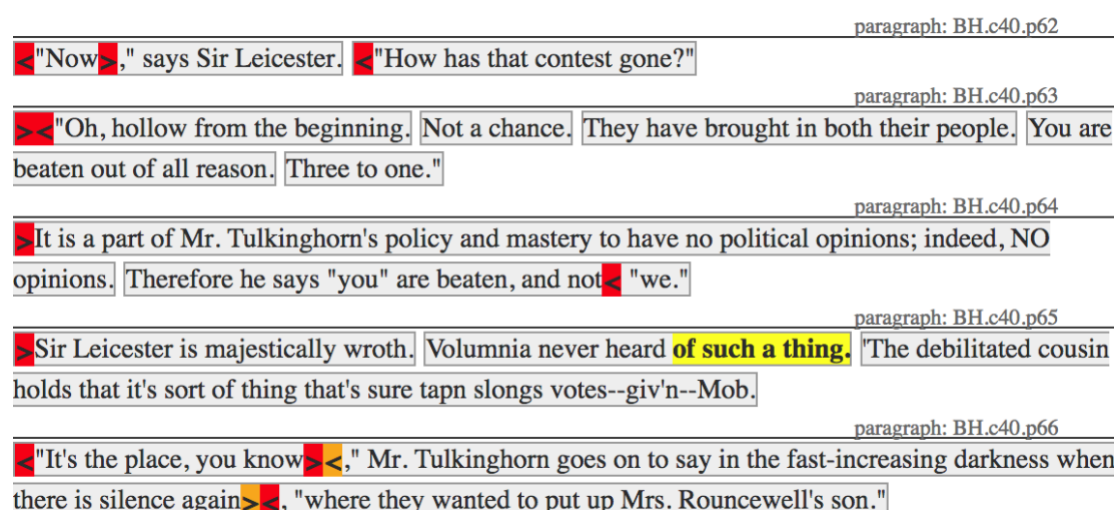 paragraph: BH.c40.p62
<"Now>," says Sir Leicester. <"How has that contest gone?"
paragraph: BH.c40.p63
><"Oh, hollow from the beginning. Not a chance. They have brought in both their people. You are
beaten out of all reason. Three to one."
paragraph: BH.c40.p64
>It is a part of Mr. Tulkinghorn's policy and mastery to have no political opinions; indeed, NO
opinions. Therefore he says "you" are beaten, and not< "we."
paragraph: BH.c40.p65
>Sir Leicester is majestically wroth. Volumnia never heard of such a thing. 'The debilitated cousin
holds that it's sort of thing that's sure tapn slongs votes--giv'n--Mob.
paragraph: BH.c40.p66
<"It's the place, you know><," Mr. Tulkinghorn goes on to say in the fast-increasing darkness when
there is silence again><, "where they wanted to put up Mrs. Rouncewell's son."